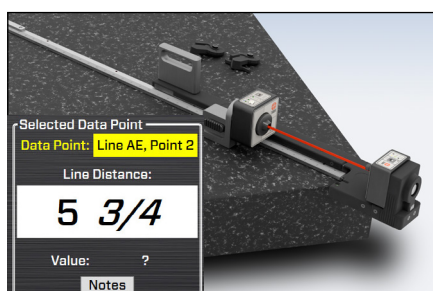 Selected Data Point
Data Point: Line AE, Point 2
Line Distance:
5 3/4
Value: ?
Notes